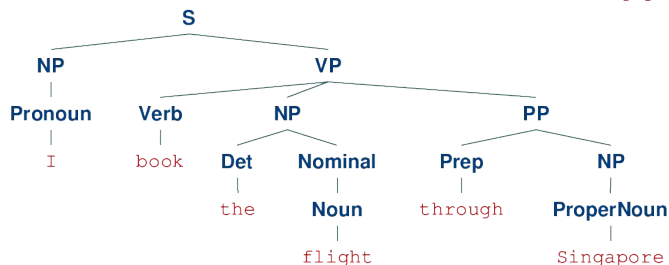 S
NP VP
Pronoun Verb NP PP
I book Det Nominal Prep NP
the Noun through ProperNoun
flight Singapore